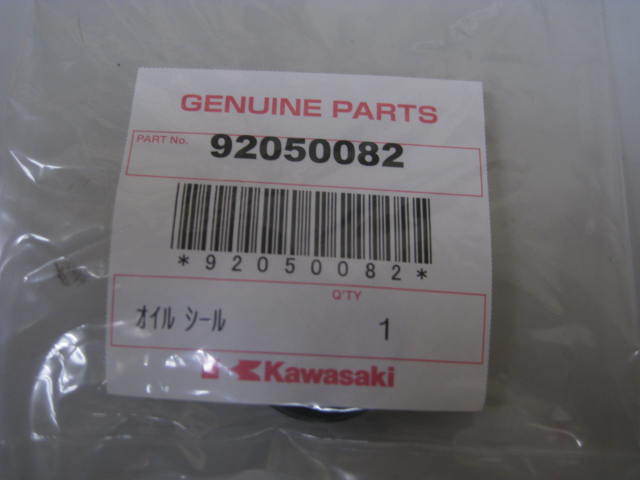 GENUINE PARTS
PART No. 92050082
*92050082*
Q'TY
オイル シール 1
Kawasaki